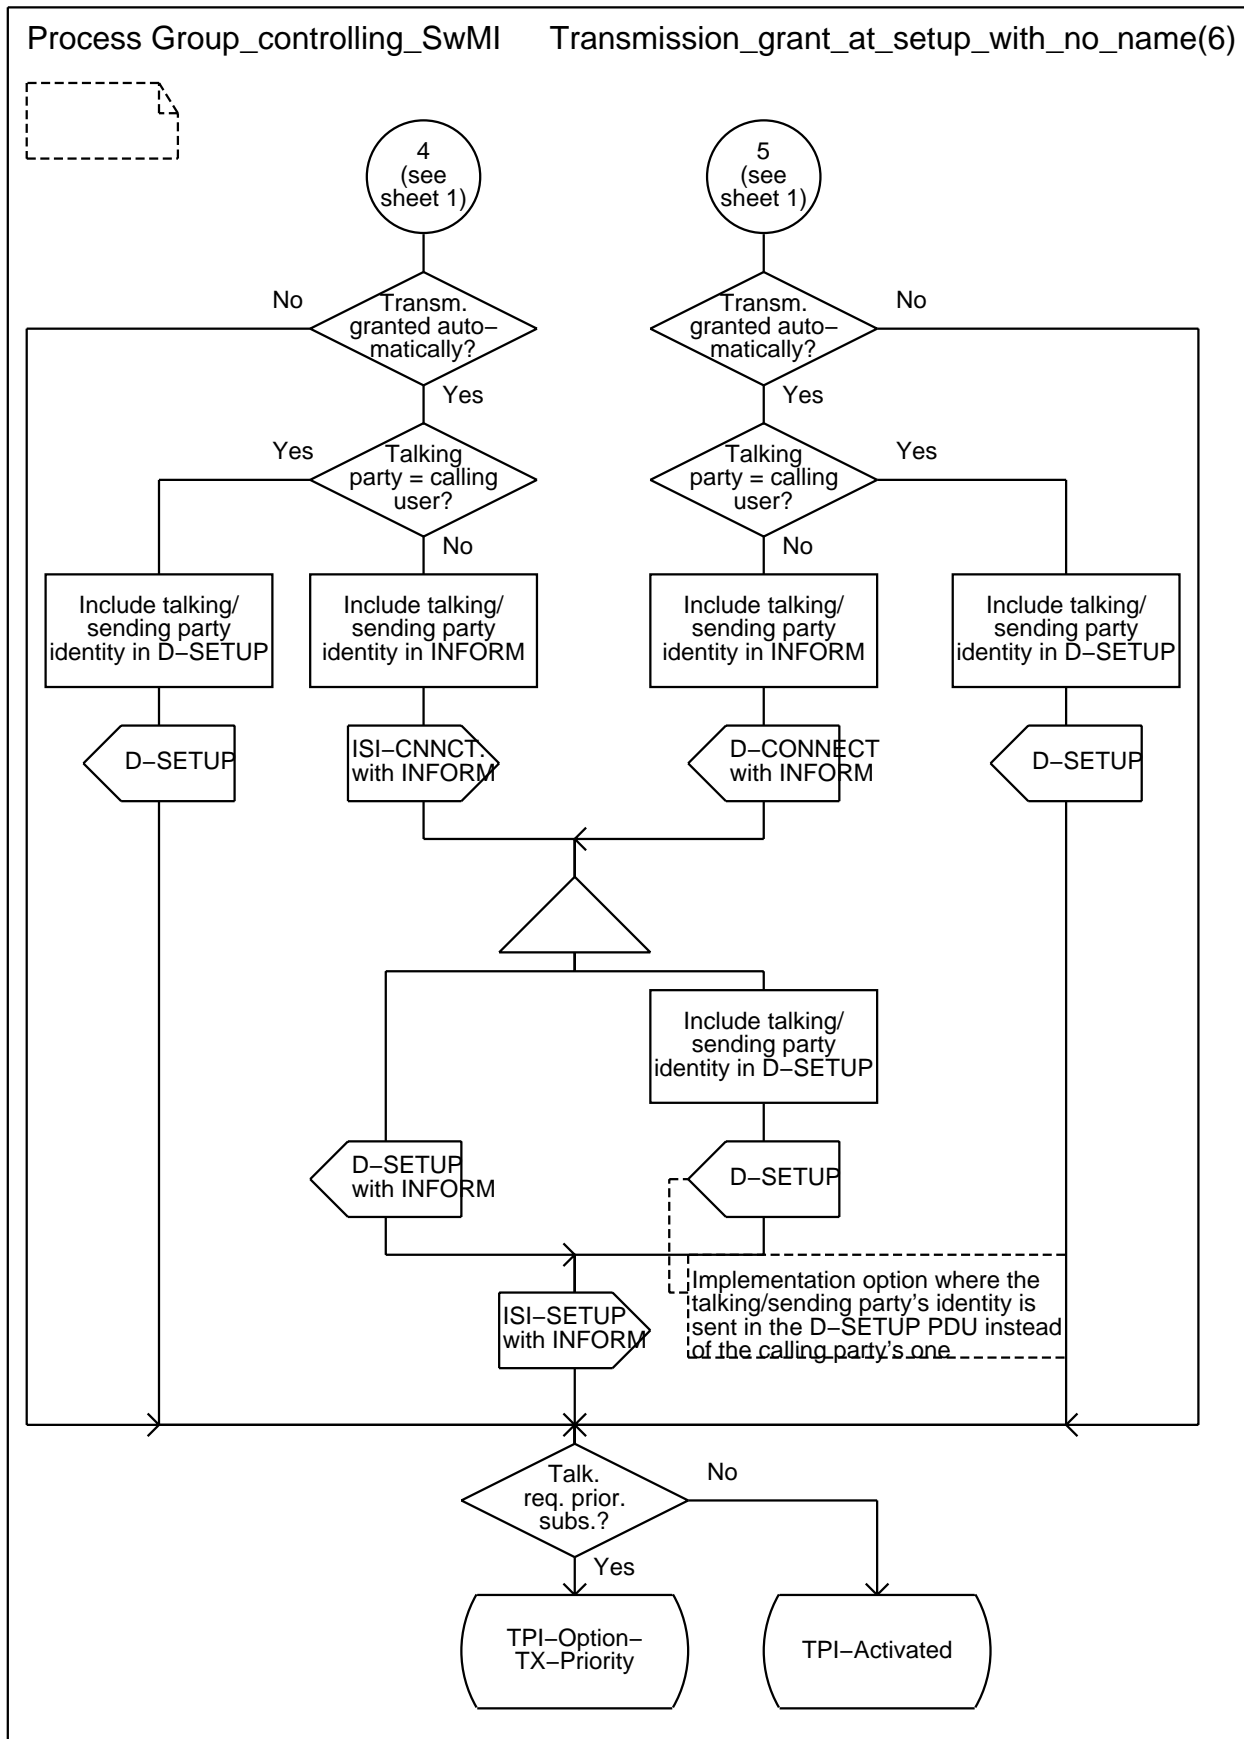 Process Group_controlling_SwMI Transmission_grant_at_setup_with_no_name(6)
4
(see
sheet 1)
5
(see
sheet 1)
No
Transm.
granted auto–
matically?
Transm.
granted auto–
matically?
No
Yes
Yes
Yes
Talking
party = calling
user?
Talking
party = calling
user?
Yes
No
No
Include talking/
sending party
identity in D–SETUP
Include talking/
sending party
identity in INFORM
Include talking/
sending party
identity in INFORM
Include talking/
sending party
identity in D–SETUP
D–SETUP
ISI–CNNCT.
with INFORM
D–CONNECT
with INFORM
D–SETUP
Include talking/
sending party
identity in D–SETUP
D–SETUP
with INFORM
D–SETUP
ISI–SETUP
with INFORM
Implementation option where the
talking/sending party's identity is
sent in the D–SETUP PDU instead
of the calling party's one
Talk.
req. prior.
subs.?
No
Yes
TPI–Option–
TX–Priority
TPI–Activated